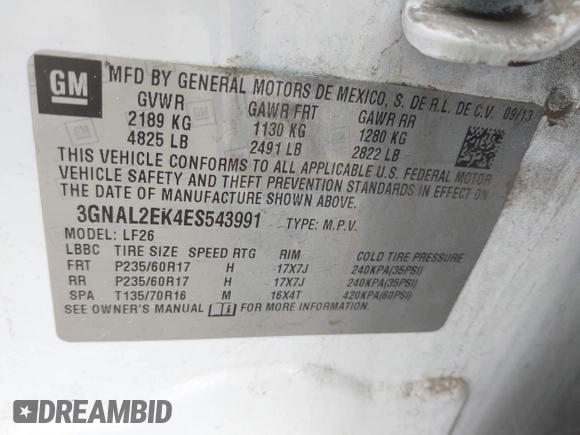 GM
MFD BY GENERAL MOTORS DE MEXICO, S. DE R.L. DE C.V. 09/13
GVWR GAWR FRT GAWR RR
2189 KG 1130 KG 1280 KG
4825 LB 2491 LB 2822 LB
THIS VEHICLE CONFORMS TO ALL APPLICABLE U.S. FEDERAL MOTOR
VEHICLE SAFETY AND THEFT PREVENTION STANDARDS IN EFFECT ON
THE DATE OF MANUFACTURE SHOWN ABOVE.
3GNAL2EK4ES543991 TYPE: M.P.V.
MODEL: LF26
LBBC TIRE SIZE SPEED RTG RIM COLD TIRE PRESSURE
FRT P235/60R17 H 17X7J 240KPA(35PSI)
RR P235/60R17 H 17X7J 240KPA(35PSI)
SPA T135/70R16 M 16X4T 420KPA(60PSI)
SEE OWNER'S MANUAL FOR MORE INFORMATION.
DREAMBID